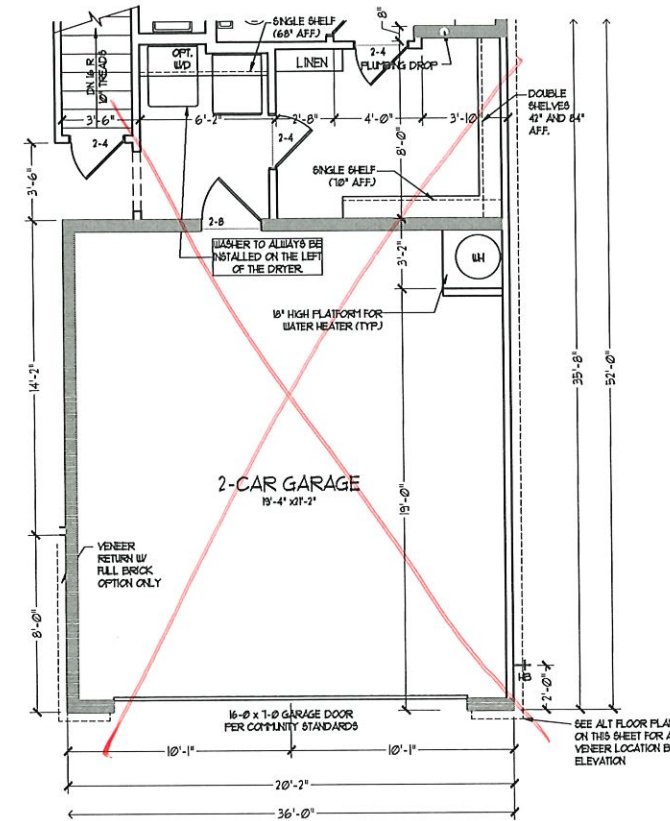 8"
SINGLE SHELF
(68" AFF.)
2-4
OPT.
W/D
LINEN
PLUMBING DROP
DN 16 R
10" TREADS
DOUBLE
SHELVES
42" AND 84"
AFF.
3'-6"
6'-2"
2'-8"
4'-0"
3'-10"
2-4
2-4
8'-0"
3'-6"
SINGLE SHELF
(70" AFF.)
2-8
WASHER TO ALWAYS BE
INSTALLED ON THE LEFT
OF THE DRYER
3'-2"
WH
18" HIGH PLATFORM FOR
WATER HEATER (TYP.)
35'-8"
52'-0"
14'-2"
2-CAR GARAGE
19'-4" x21'-2"
19'-0"
VENEER
RETURN W/
FULL BRICK
OPTION ONLY
8'-0"
HB
2'-0"
16-0 x 7-0 GARAGE DOOR
PER COMMUNITY STANDARDS
SEE ALT FLOOR PLA
ON THIS SHEET FOR A
VENEER LOCATION B
ELEVATION
10'-1"
10'-1"
20'-2"
36'-0"